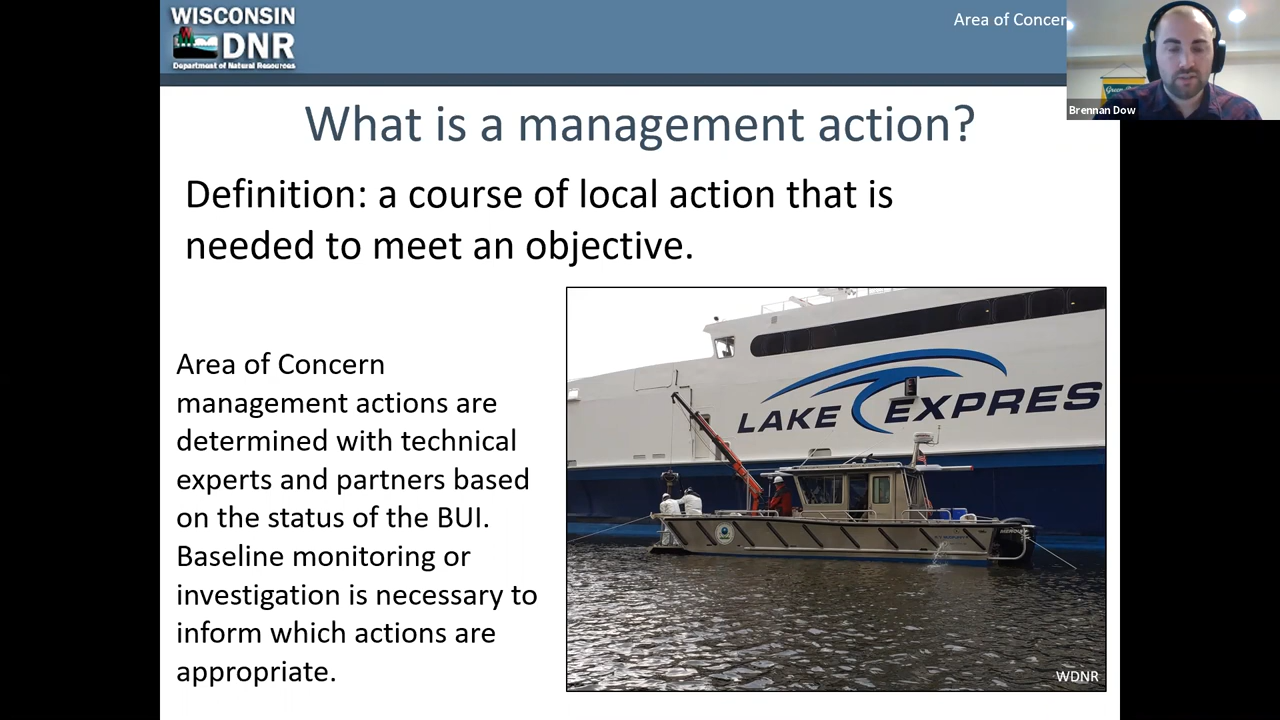 WISCONSIN
DNR
Department of Natural Resources
Area of Concer
Brennan Dow
What is a management action?
Definition: a course of local action that is
needed to meet an objective.
Area of Concern
management actions are
determined with technical
experts and partners based
on the status of the BUI.
Baseline monitoring or
investigation is necessary to
inform which actions are
appropriate.
LAKE EXPRES
WDNR